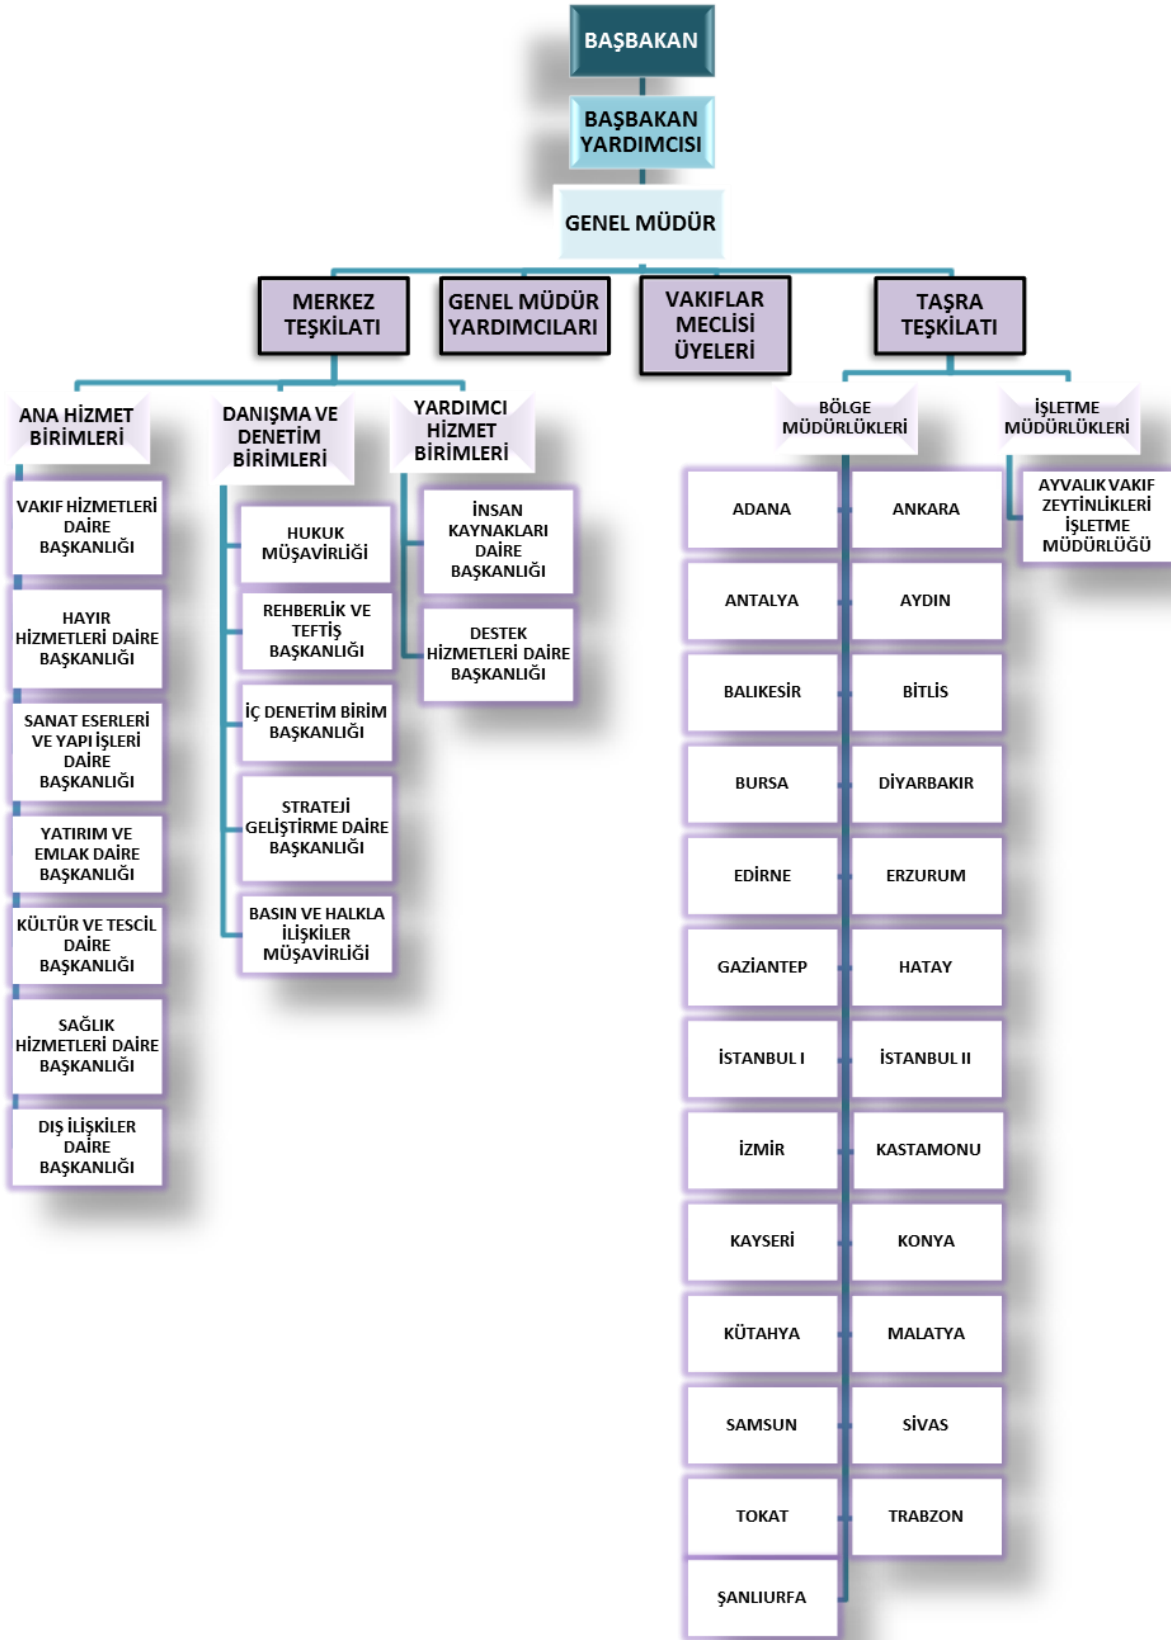 BAŞBAKAN
BAŞBAKAN
YARDIMCISI
GENEL MÜDÜR
MERKEZ
TEŞKİLATI
GENEL MÜDÜR
YARDIMCILARI
VAKIFLAR
MECLİSİ
ÜYELERİ
TAŞRA
TEŞKİLATI
ANA HİZMET
BİRİMLERİ
VAKIF HİZMETLERİ
DAİRE
BAŞKANLIĞI
HAYIR
HİZMETLERİ DAİRE
BAŞKANLIĞI
SANAT ESERLERİ
VE YAPI İŞLERİ
DAİRE
BAŞKANLIĞI
YATIRIM VE
EMLAK DAİRE
BAŞKANLIĞI
KÜLTÜR VE TESCİL
DAİRE
BAŞKANLIĞI
SAĞLIK
HİZMETLERİ DAİRE
BAŞKANLIĞI
DIŞ İLİŞKİLER
DAİRE
BAŞKANLIĞI
DANIŞMA VE
DENETİM
BİRİMLERİ
HUKUK
MÜŞAVİRLİĞİ
REHBERLİK VE
TEFTİŞ
BAŞKANLIĞI
İÇ DENETİM BİRİM
BAŞKANLIĞI
STRATEJİ
GELİŞTİRME DAİRE
BAŞKANLIĞI
BASIN VE HALKLA
İLİŞKİLER
MÜŞAVİRLİĞİ
YARDIMCI
HİZMET
BİRİMLERİ
İNSAN
KAYNAKLARI
DAİRE
BAŞKANLIĞI
DESTEK
HİZMETLERİ DAİRE
BAŞKANLIĞI
BÖLGE
MÜDÜRLÜKLERİ
ADANA
ANKARA
ANTALYA
AYDIN
BALIKESİR
BİTLİS
BURSA
DİYARBAKIR
EDİRNE
ERZURUM
GAZİANTEP
HATAY
İSTANBUL I
İSTANBUL II
İZMİR
KASTAMONU
KAYSERİ
KONYA
KÜTAHYA
MALATYA
SAMSUN
SİVAS
TOKAT
TRABZON
ŞANLIURFA
İŞLETME
MÜDÜRLÜKLERİ
AYVALIK VAKIF
ZEYTİNLİKLERİ
İŞLETME
MÜDÜRLÜĞÜ